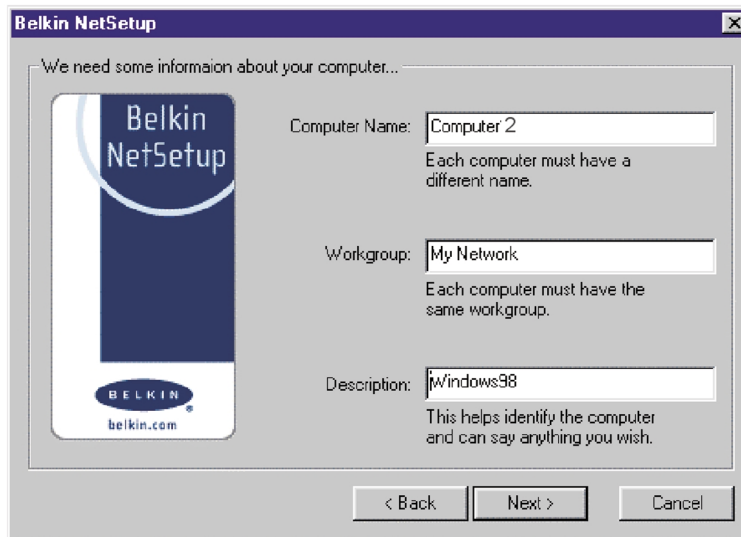 Belkin NetSetup
We need some informaion about your computer...
Belkin
NetSetup
Computer Name: Computer 2
Each computer must have a
different name.
Workgroup: My Network
Each computer must have the
same workgroup.
Description: Windows98
This helps identify the computer
and can say anything you wish.
BELKIN®
belkin.com
< Back Next > Cancel